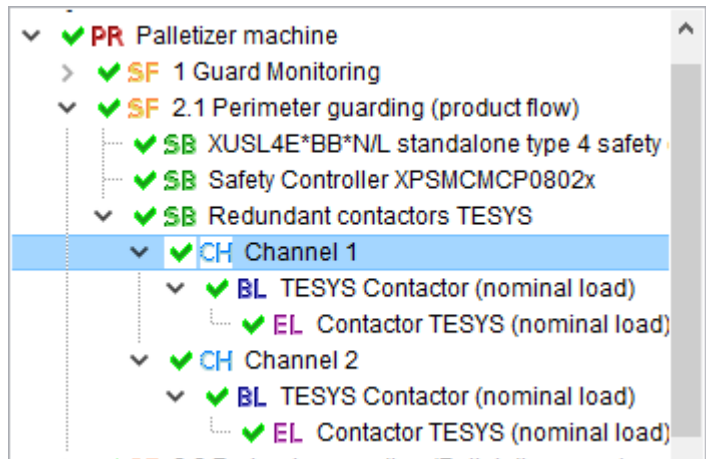 PR Palletizer machine
SF 1 Guard Monitoring
SF 2.1 Perimeter guarding (product flow)
SB XUSL4E*BB*N/L standalone type 4 safety
SB Safety Controller XPSMCMCP0802x
SB Redundant contactors TESYS
CH Channel 1
BL TESYS Contactor (nominal load)
EL Contactor TESYS (nominal load)
CH Channel 2
BL TESYS Contactor (nominal load)
EL Contactor TESYS (nominal load)